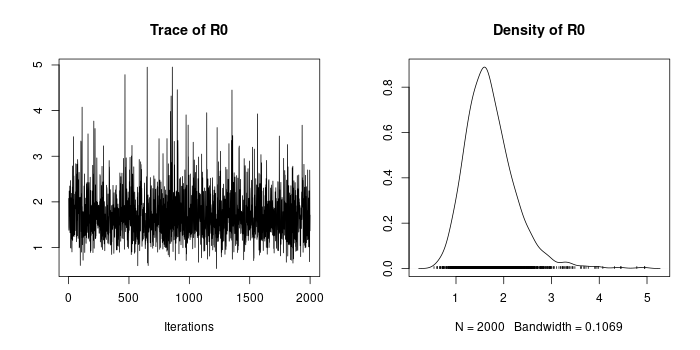 Trace of R0
5
4
3
2
1
0 500 1000 1500 2000
Iterations
Density of R0
0.8
0.6
0.4
0.2
0.0
1 2 3 4 5
N = 2000 Bandwidth = 0.1069